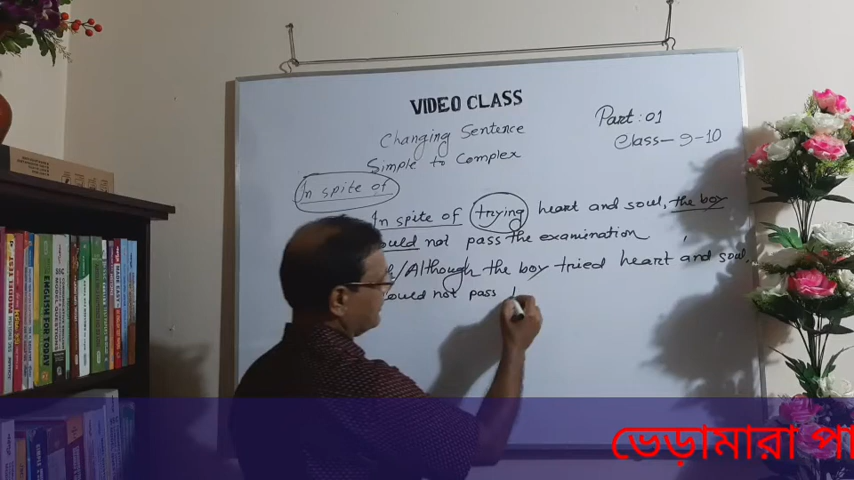 VIDEO CLASS
Part: 01
Class-9-10
Changing Sentence
Simple to Complex
In spite of
In spite of trying heart and soul, the boy
could not pass the examination
/Although the boy tried heart and soul,
could not pass
ভেড়ামারা পা